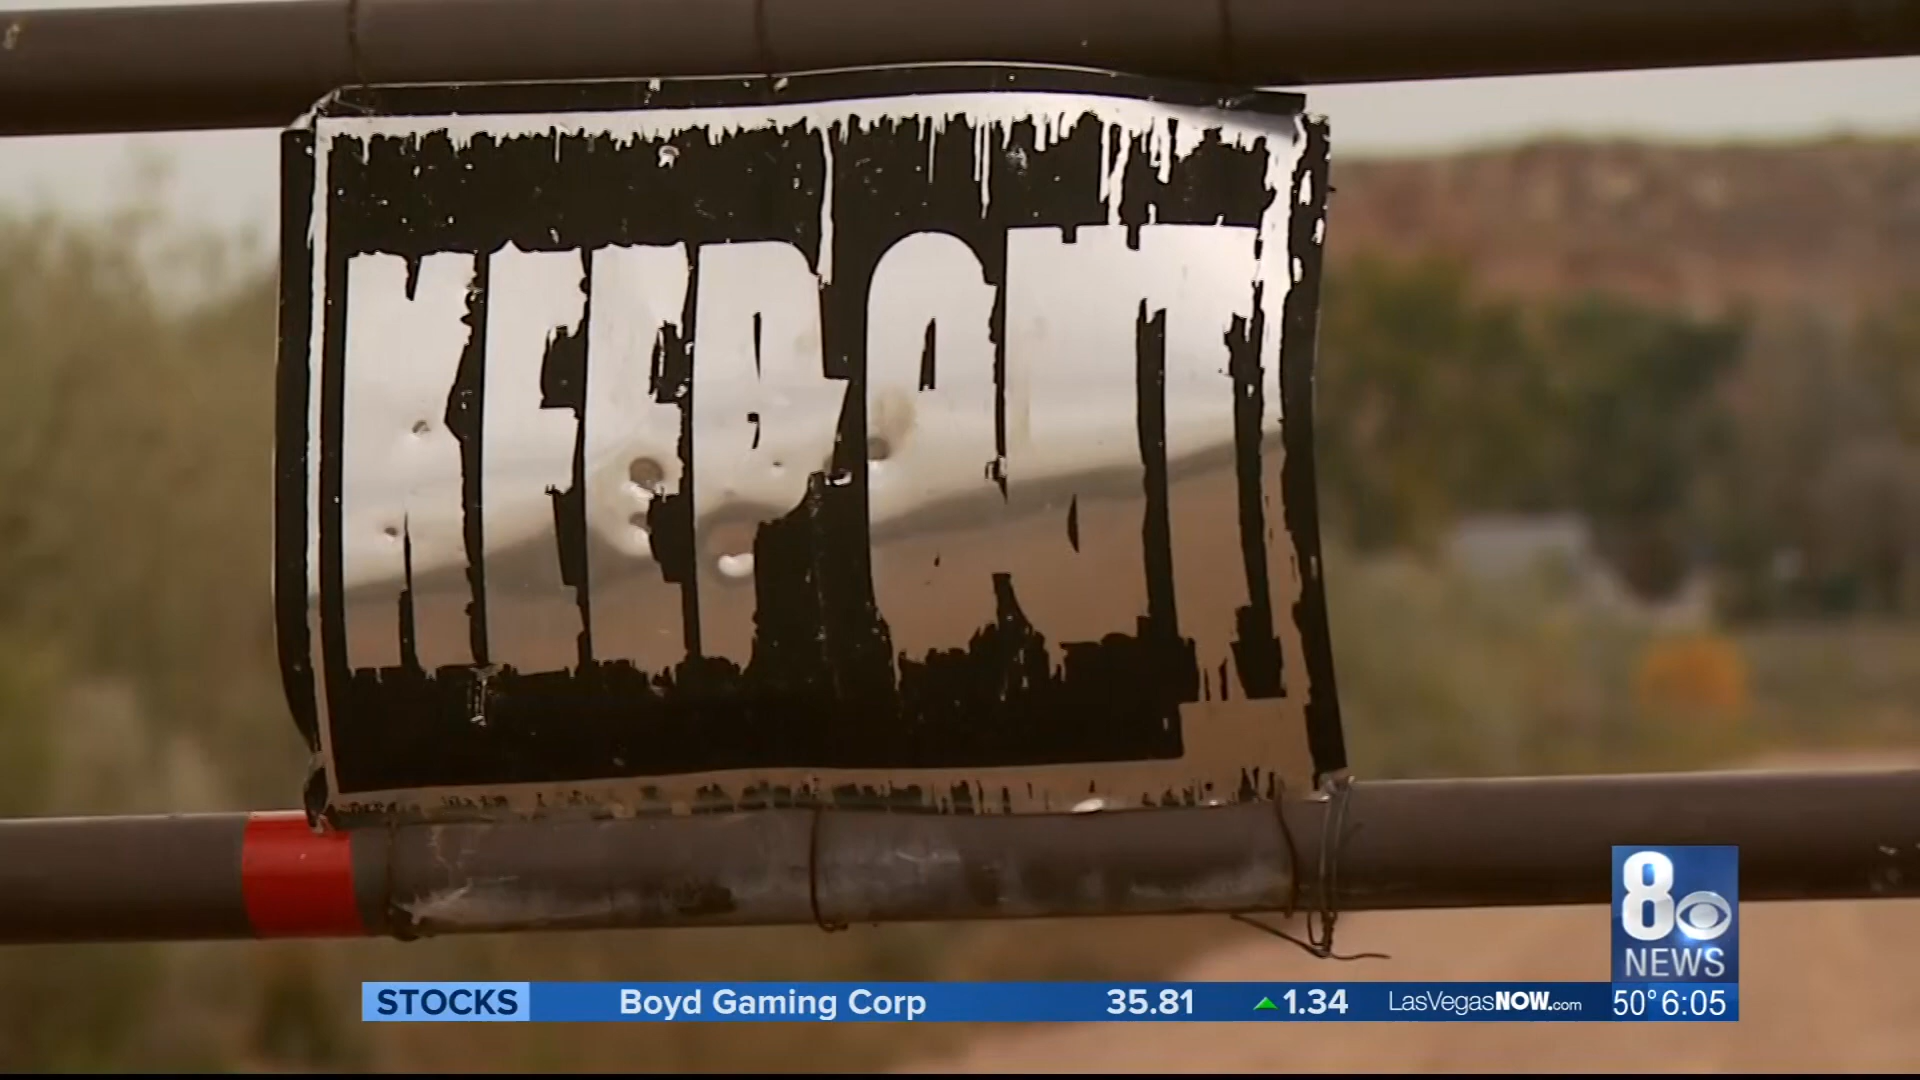 KEEP OUT
8
NEWS
STOCKS Boyd Gaming Corp 35.81 1.34 LasVegasNOW.com 50° 6:05